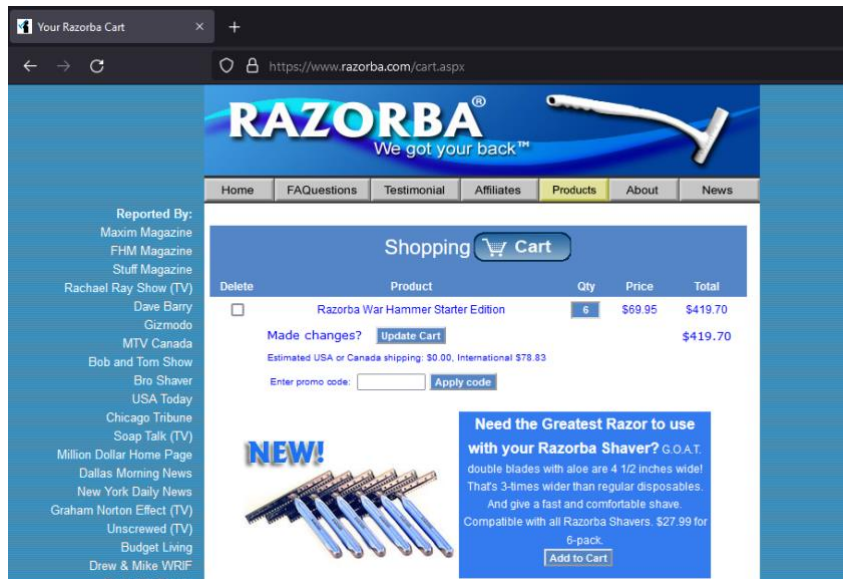 Your Razorba Cart
https://www.razorba.com/cart.aspx
RAZORBA®
We got your back™
Home FAQuestions Testimonial Affiliates Products About News
Reported By:
Maxim Magazine
FHM Magazine
Stuff Magazine
Rachael Ray Show (TV)
Dave Barry
Gizmodo
MTV Canada
Bob and Tom Show
Bro Shaver
USA Today
Chicago Tribune
Soap Talk (TV)
Million Dollar Home Page
Dallas Morning News
New York Daily News
Graham Norton Effect (TV)
Unscrewed (TV)
Budget Living
Drew & Mike WRIF
Shopping Cart
Delete Product Qty Price Total
Razorba War Hammer Starter Edition 6 $69.95 $419.70
Made changes? Update Cart $419.70
Estimated USA or Canada shipping: $0.00, International $78.83
Enter promo code: Apply code
NEW!
Need the Greatest Razor to use
with your Razorba Shaver? G.O.A.T.
double blades with aloe are 4 1/2 inches wide!
That's 3-times wider than regular disposables.
And give a fast and comfortable shave.
Compatible with all Razorba Shavers. $27.99 for
6-pack.
Add to Cart